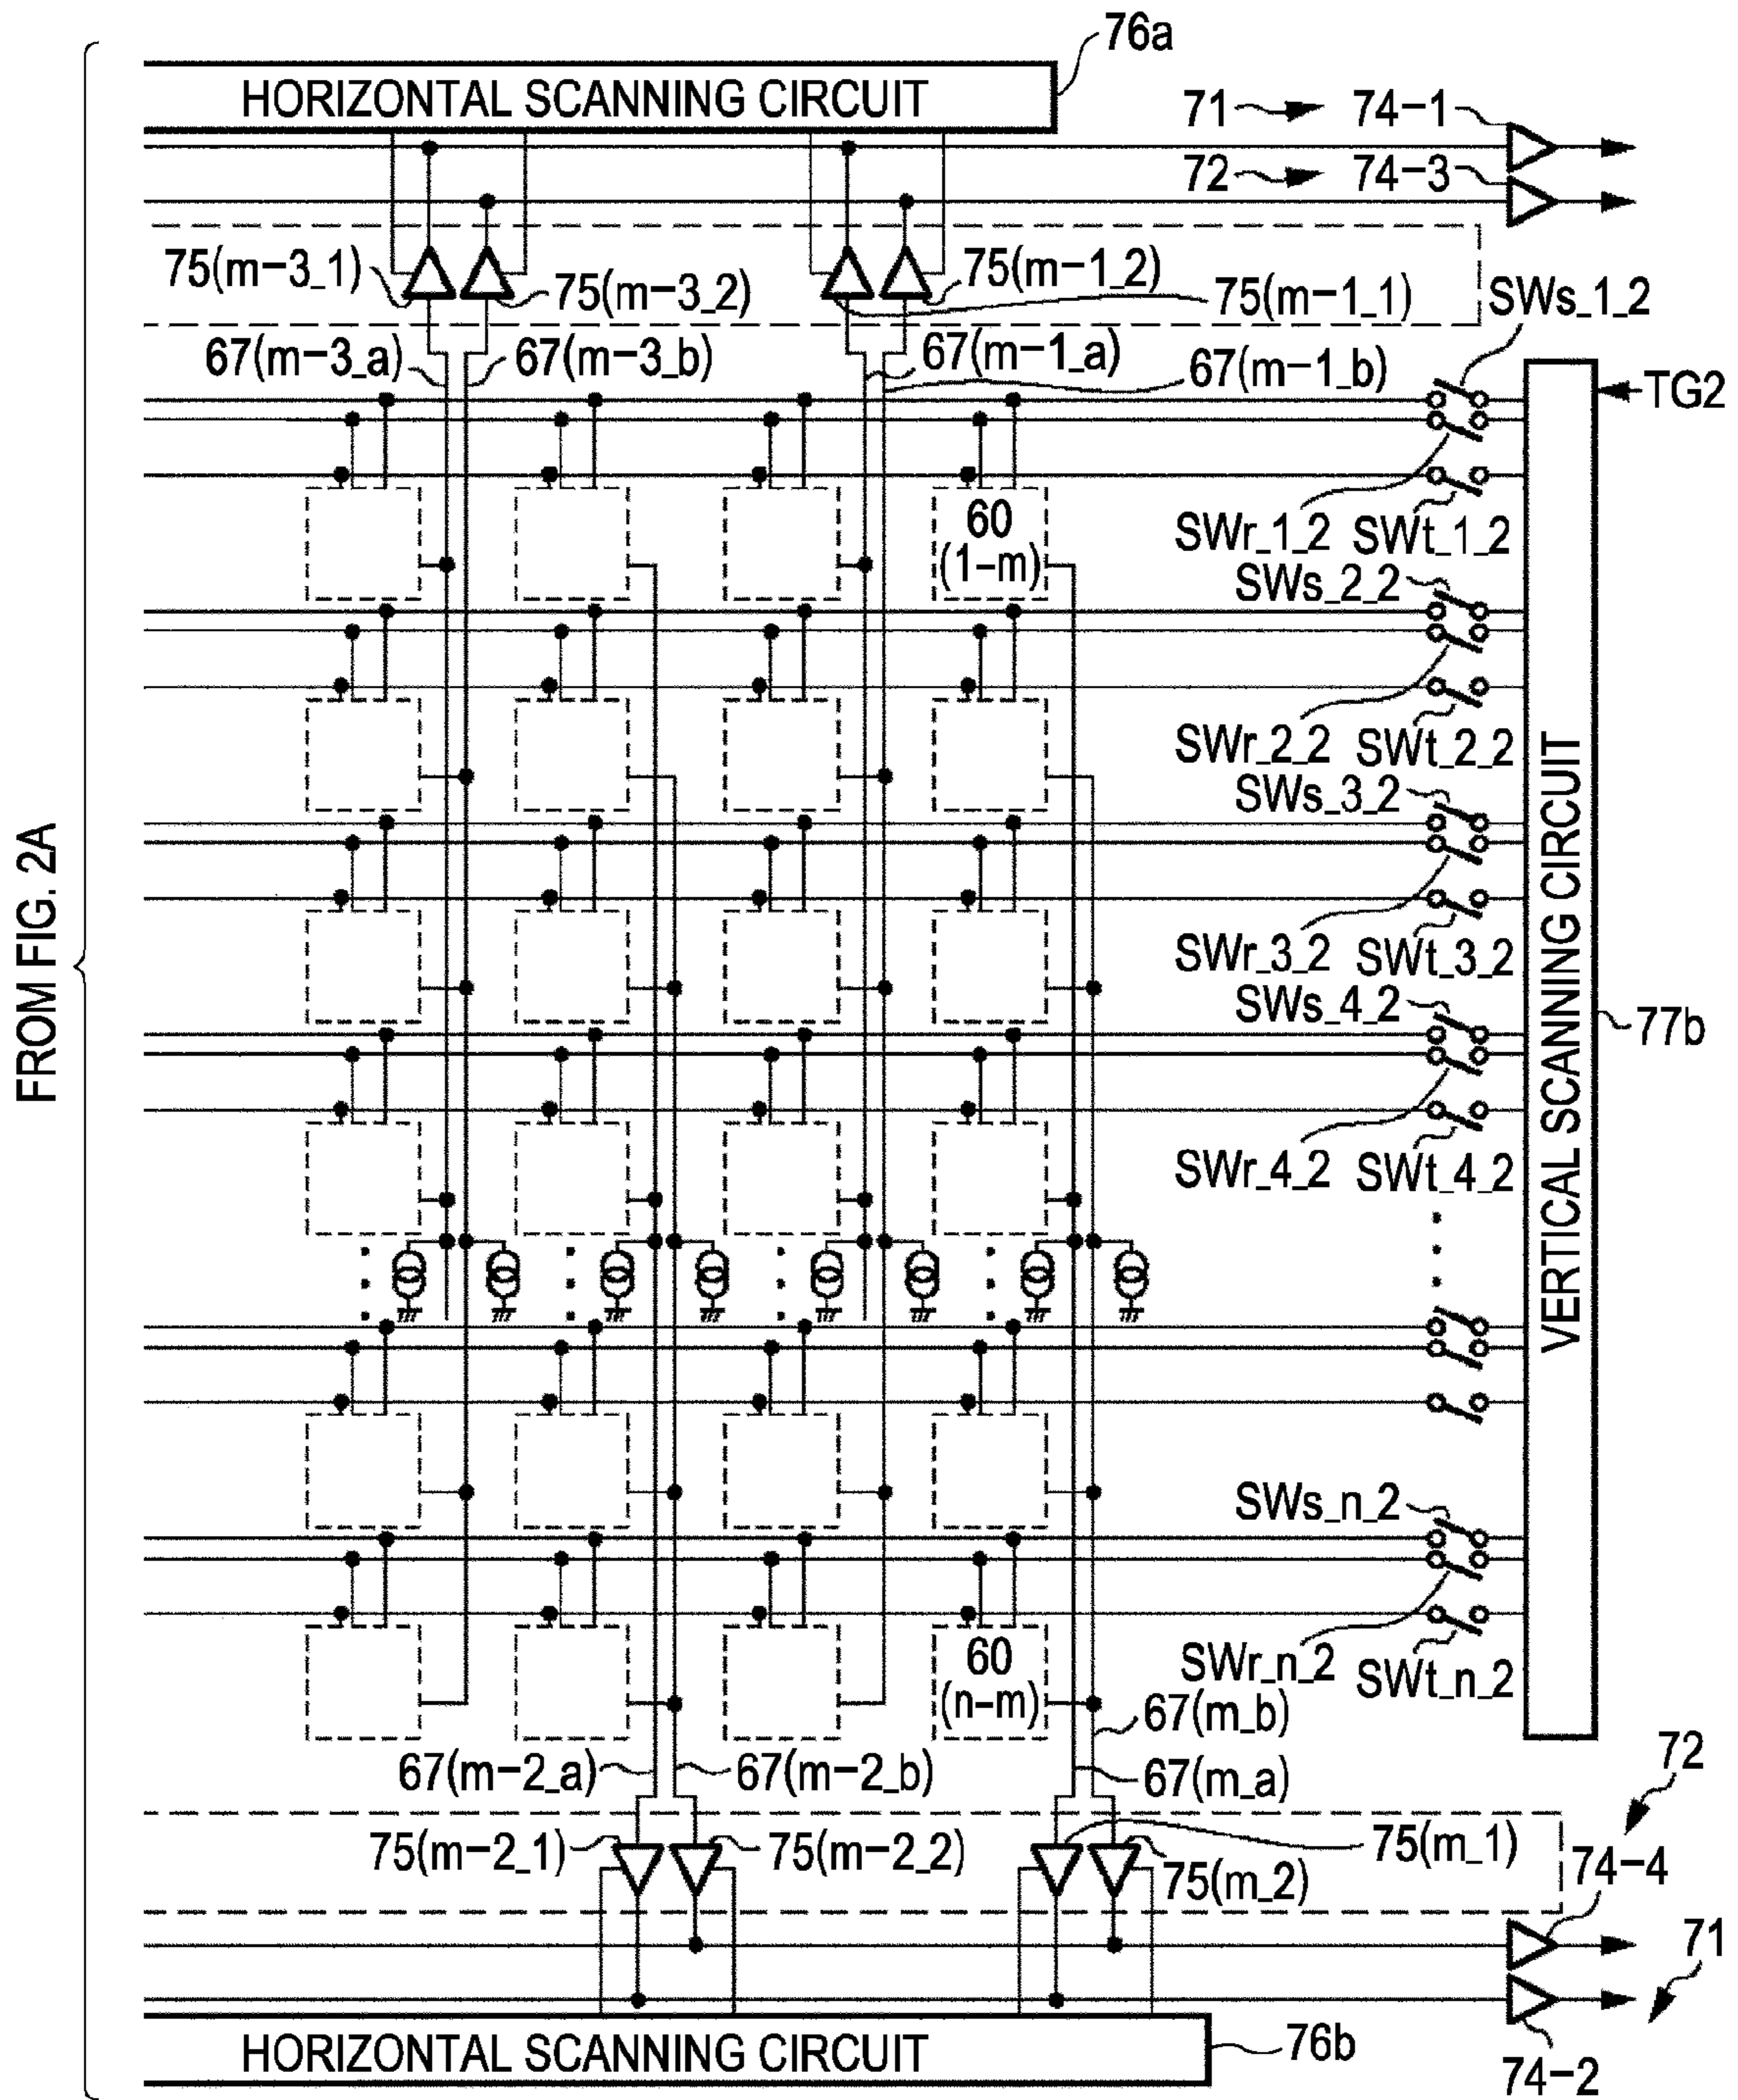 76a
HORIZONTAL SCANNING CIRCUIT
71
74-1
72
74-3
75(m-3_1)
75(m-3_2)
75(m-1_2)
75(m-1_1)
SWs_1_2
67(m-3_a)
67(m-3_b)
67(m-1_a)
67(m-1_b)
TG2
60
(1-m)
SWr_1_2
SWt_1_2
SWs_2_2
SWr_2_2
SWt_2_2
SWs_3_2
FROM FIG. 2A
VERTICAL SCANNING CIRCUIT
SWr_3_2
SWt_3_2
SWs_4_2
77b
SWr_4_2
SWt_4_2
SWs_n_2
60
(n-m)
SWr_n_2
SWt_n_2
67(m_b)
67(m-2_a)
67(m-2_b)
67(m_a)
72
75(m-2_1)
75(m-2_2)
75(m_1)
75(m_2)
74-4
71
HORIZONTAL SCANNING CIRCUIT
76b
74-2